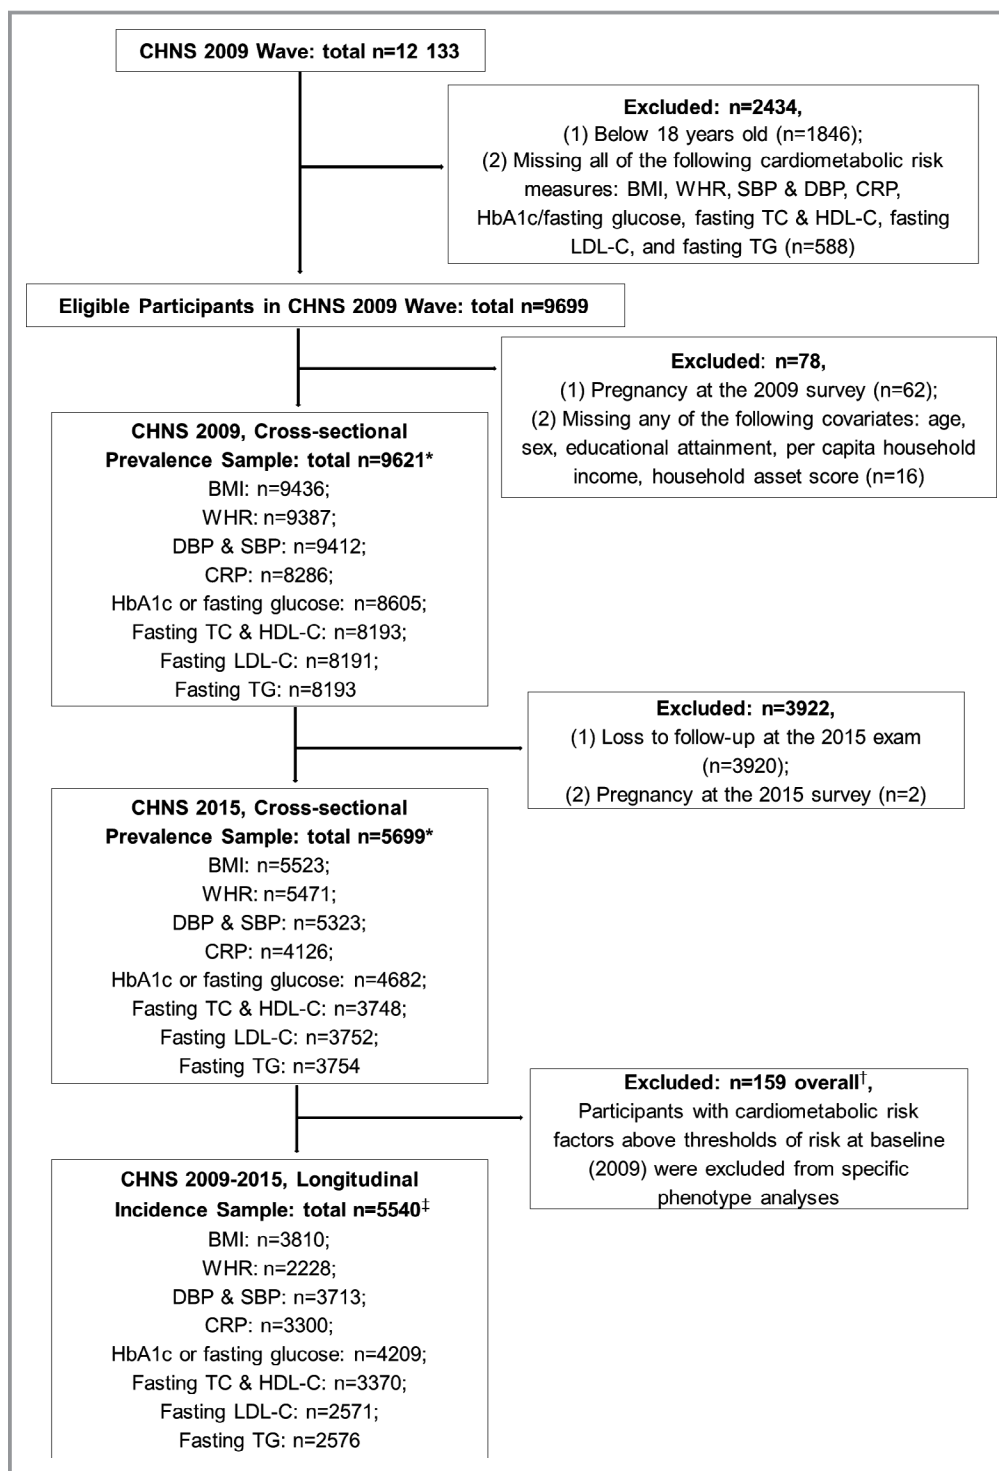 CHNS 2009 Wave: total n=12 133
Excluded: n=2434,
(1) Below 18 years old (n=1846);
(2) Missing all of the following cardiometabolic risk
measures: BMI, WHR, SBP & DBP, CRP,
HbA1c/fasting glucose, fasting TC & HDL-C, fasting
LDL-C, and fasting TG (n=588)
Eligible Participants in CHNS 2009 Wave: total n=9699
Excluded: n=78,
(1) Pregnancy at the 2009 survey (n=62);
(2) Missing any of the following covariates: age,
sex, educational attainment, per capita household
income, household asset score (n=16)
CHNS 2009, Cross-sectional
Prevalence Sample: total n=9621*
BMI: n=9436;
WHR: n=9387;
DBP & SBP: n=9412;
CRP: n=8286;
HbA1c or fasting glucose: n=8605;
Fasting TC & HDL-C: n=8193;
Fasting LDL-C: n=8191;
Fasting TG: n=8193
Excluded: n=3922,
(1) Loss to follow-up at the 2015 exam
(n=3920);
(2) Pregnancy at the 2015 survey (n=2)
CHNS 2015, Cross-sectional
Prevalence Sample: total n=5699*
BMI: n=5523;
WHR: n=5471;
DBP & SBP: n=5323;
CRP: n=4126;
HbA1c or fasting glucose: n=4682;
Fasting TC & HDL-C: n=3748;
Fasting LDL-C: n=3752;
Fasting TG: n=3754
Excluded: n=159 overall†,
Participants with cardiometabolic risk
factors above thresholds of risk at baseline
(2009) were excluded from specific
phenotype analyses
CHNS 2009-2015, Longitudinal
Incidence Sample: total n=5540‡
BMI: n=3810;
WHR: n=2228;
DBP & SBP: n=3713;
CRP: n=3300;
HbA1c or fasting glucose: n=4209;
Fasting TC & HDL-C: n=3370;
Fasting LDL-C: n=2571;
Fasting TG: n=2576